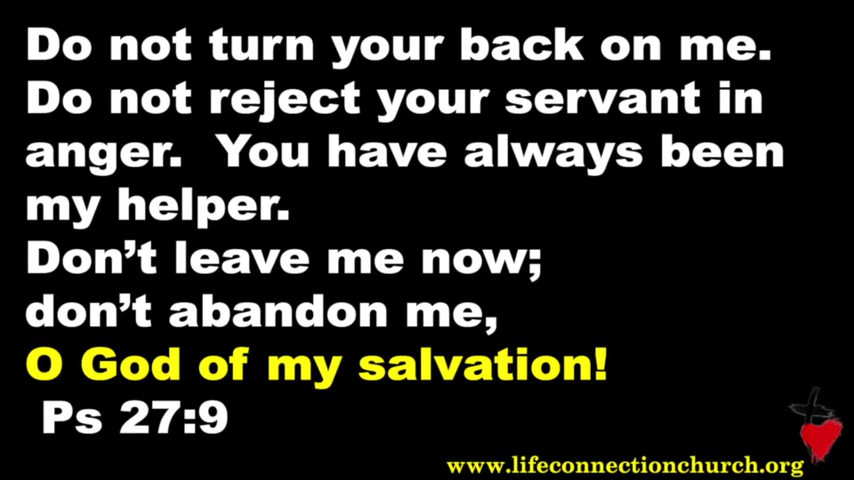 Do not turn your back on me.
Do not reject your servant in
anger.  You have always been
my helper.
Don’t leave me now;
don’t abandon me,
O God of my salvation!
Ps 27:9
www.lifeconnectionchurch.org